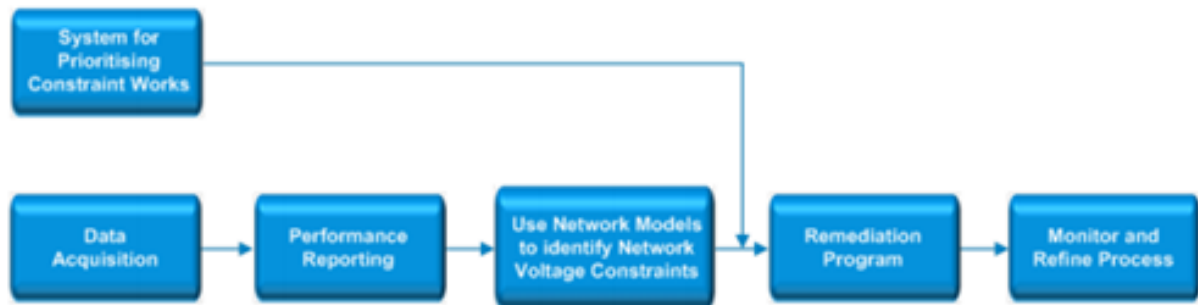 System for
Prioritising
Constraint Works
Data
Acquisition
Performance
Reporting
Use Network Models
to identify Network
Voltage Constraints
Remediation
Program
Monitor and
Refine Process